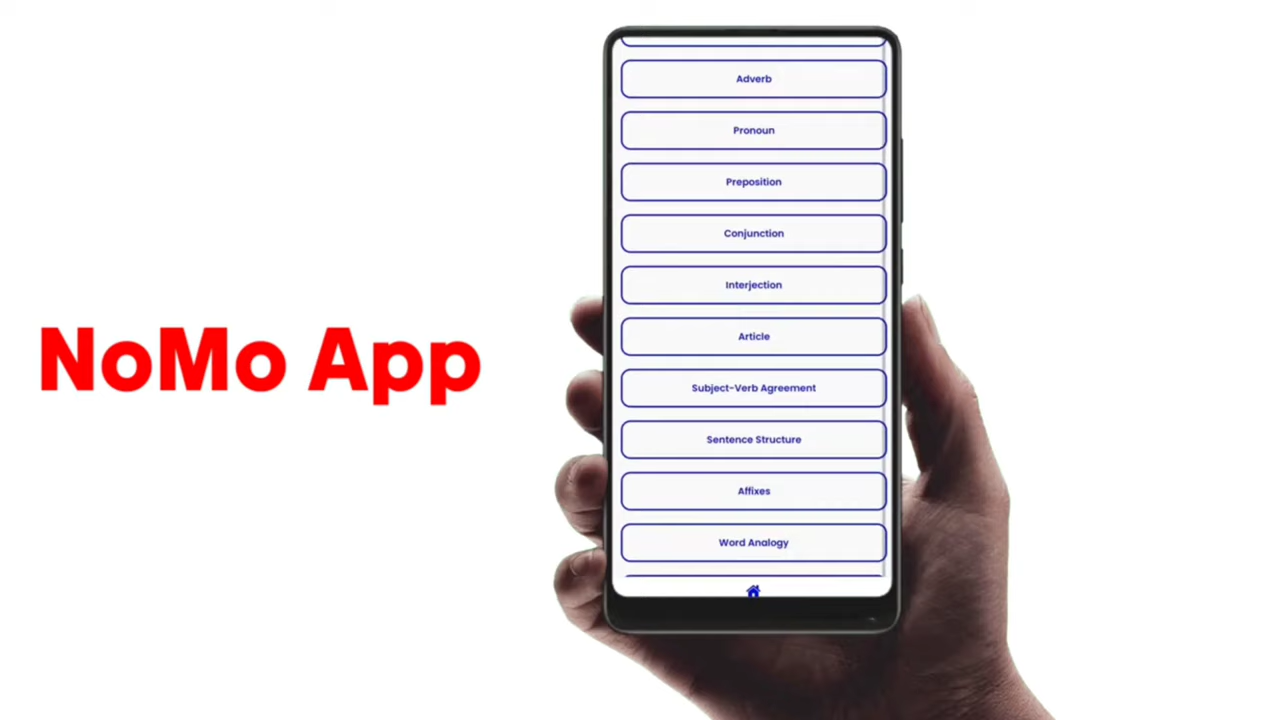 NoMo App
Adverb
Pronoun
Preposition
Conjunction
Interjection
Article
Subject-Verb Agreement
Sentence Structure
Affixes
Word Analogy